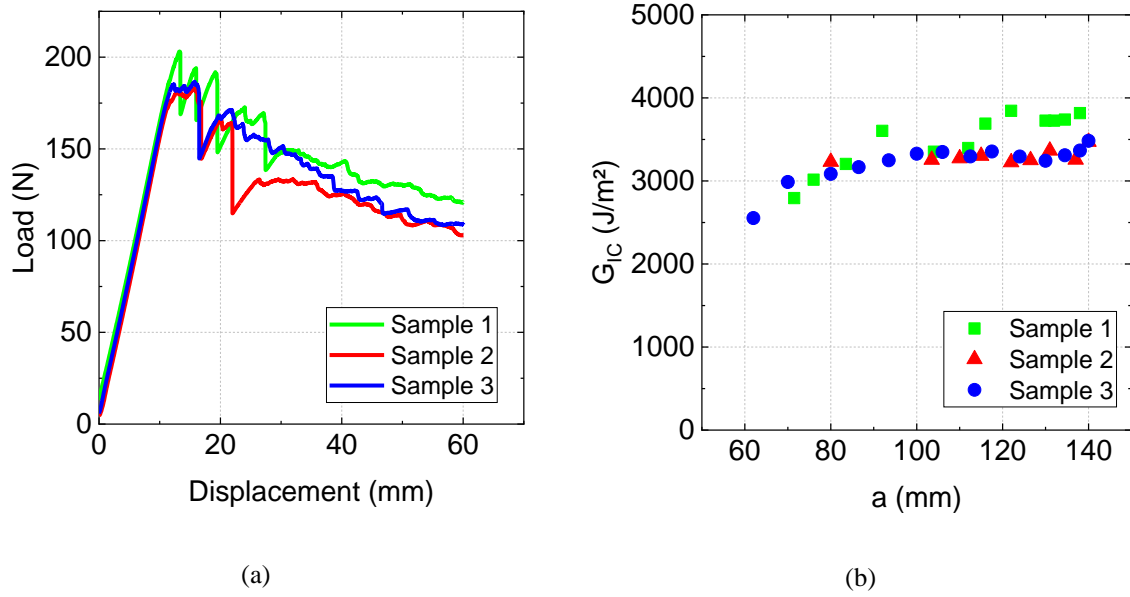 200
150
100
50
0
0
20
40
60
Load (N)
Displacement (mm)
Sample 1
Sample 2
Sample 3
(a)
5000
4000
3000
2000
1000
0
60
80
100
120
140
G_IC (J/m²)
a (mm)
Sample 1
Sample 2
Sample 3
(b)